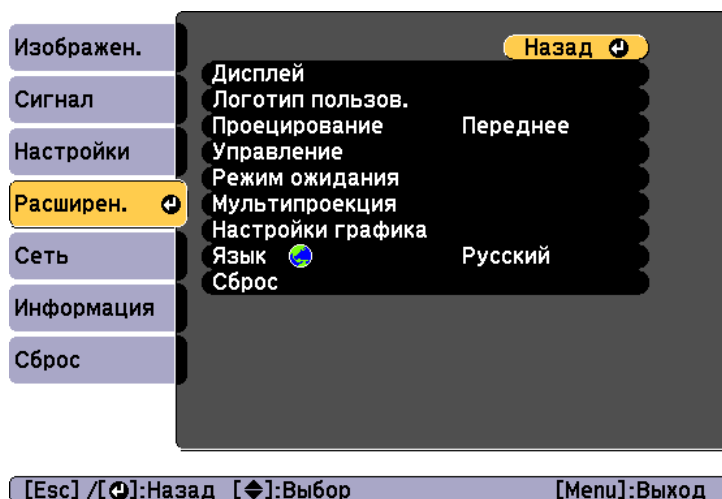 Изображен.
Сигнал
Настройки
Расширен.
Сеть
Информация
Сброс
Назад
Дисплей
Логотип пользов.
Проецирование Переднее
Управление
Режим ожидания
Мультипроекция
Настройки графика
Язык Русский
Сброс
[Esc] /[⏎]:Назад [◆]:Выбор [Menu]:Выход